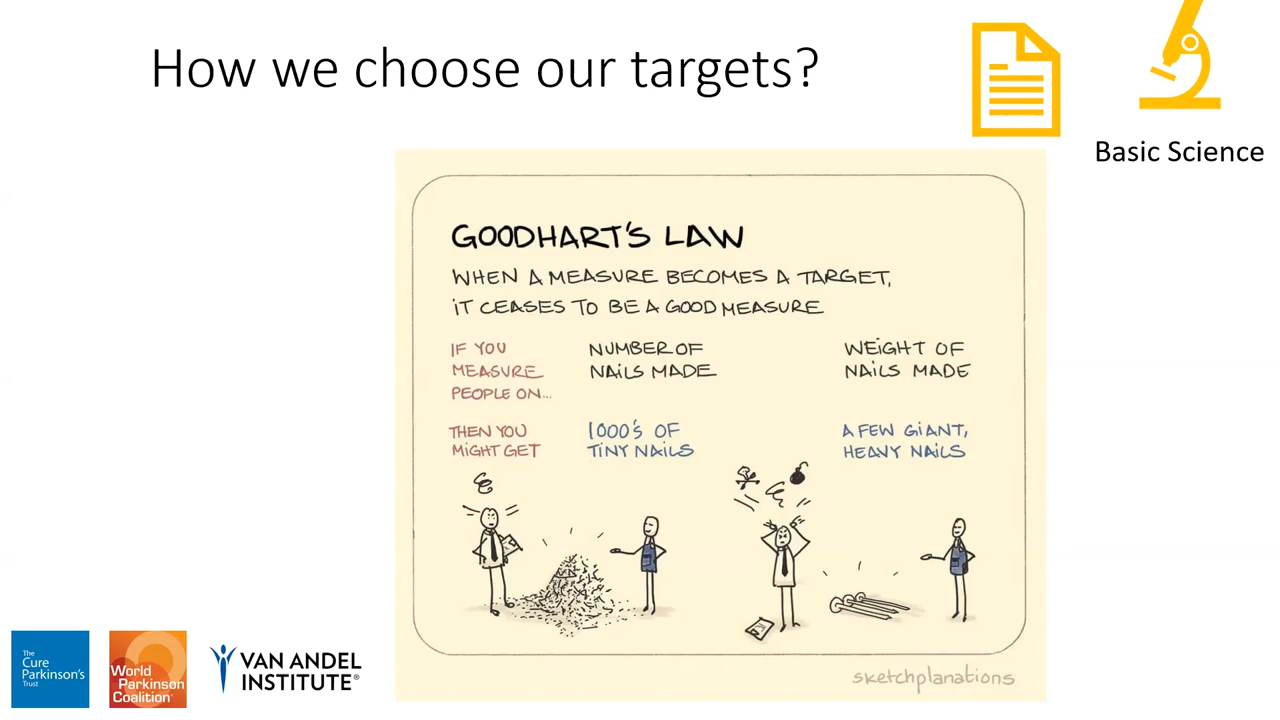 How we choose our targets?
Basic Science
GOODHART'S LAW
WHEN A MEASURE BECOMES A TARGET,
IT CEASES TO BE A GOOD MEASURE
IF YOU
MEASURE
PEOPLE ON...
NUMBER OF
NAILS MADE
WEIGHT OF
NAILS MADE
THEN YOU
MIGHT GET
1000'S OF
TINY NAILS
A FEW GIANT,
HEAVY NAILS
sketchplanations
The
Cure
Parkinson's
Trust
World
Parkinson
Coalition
VAN ANDEL
INSTITUTE®